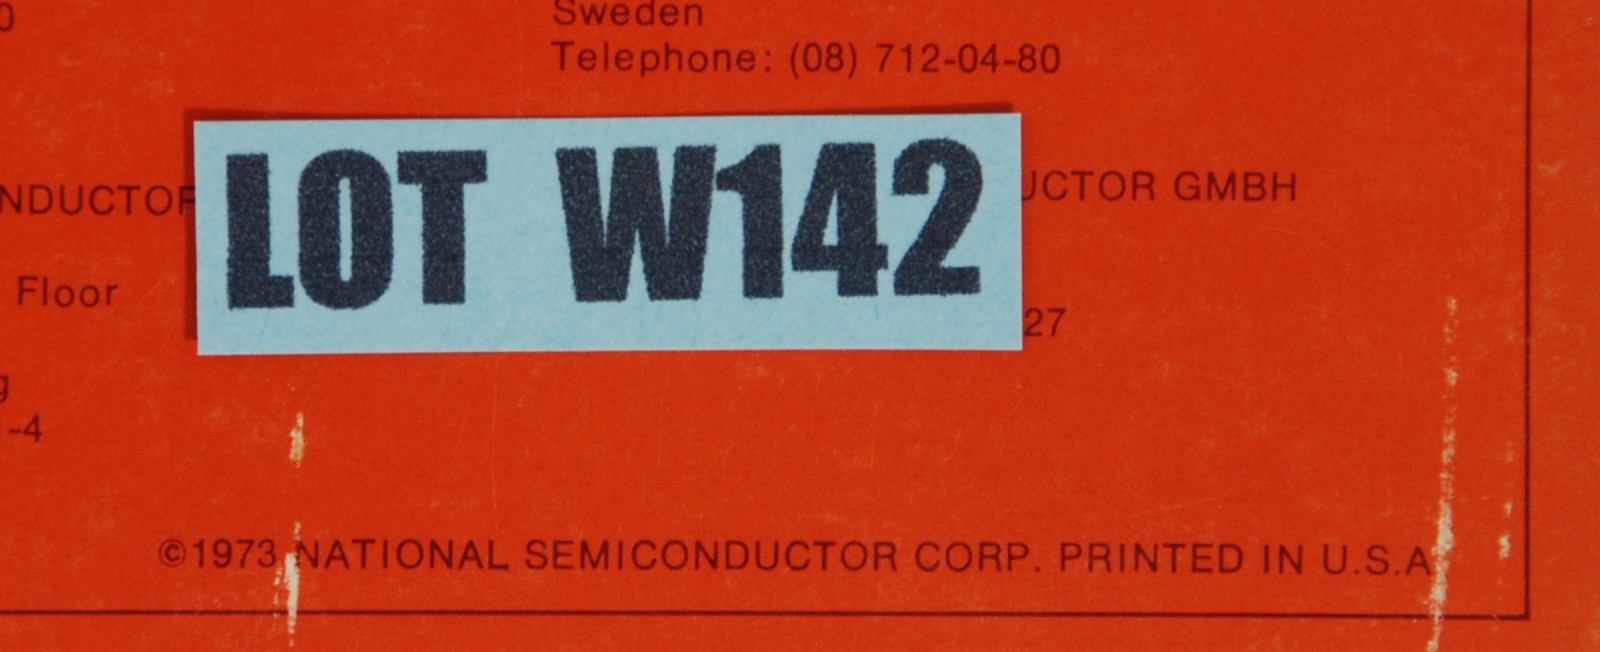 0
Sweden
Telephone: (08) 712-04-80
LOT W142
NDUCTOR
UCTOR GMBH
Floor
27
g
-4
©1973 NATIONAL SEMICONDUCTOR CORP. PRINTED IN U.S.A